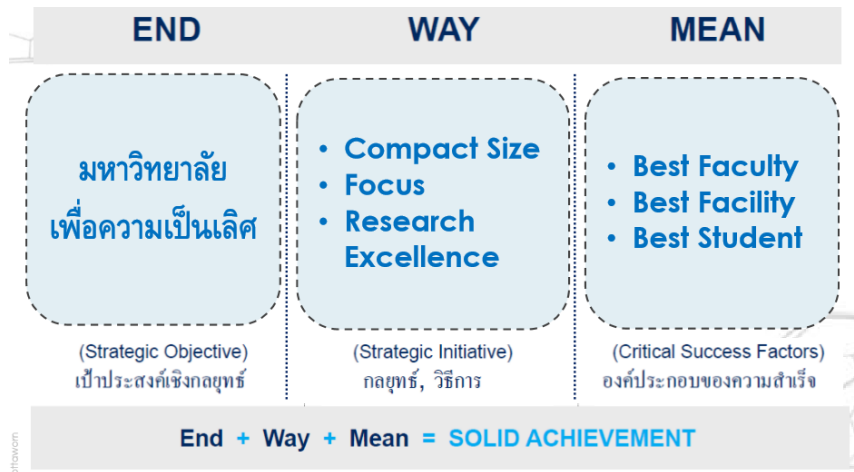 END WAY MEAN
มหาวิทยาลัย
เพื่อความเป็นเลิศ
• Compact Size
• Focus
• Research
Excellence
• Best Faculty
• Best Facility
• Best Student
(Strategic Objective)
เป้าประสงค์เชิงกลยุทธ์
(Strategic Initiative)
กลยุทธ์, วิธีการ
(Critical Success Factors)
องค์ประกอบของความสำเร็จ
End + Way + Mean = SOLID ACHIEVEMENT